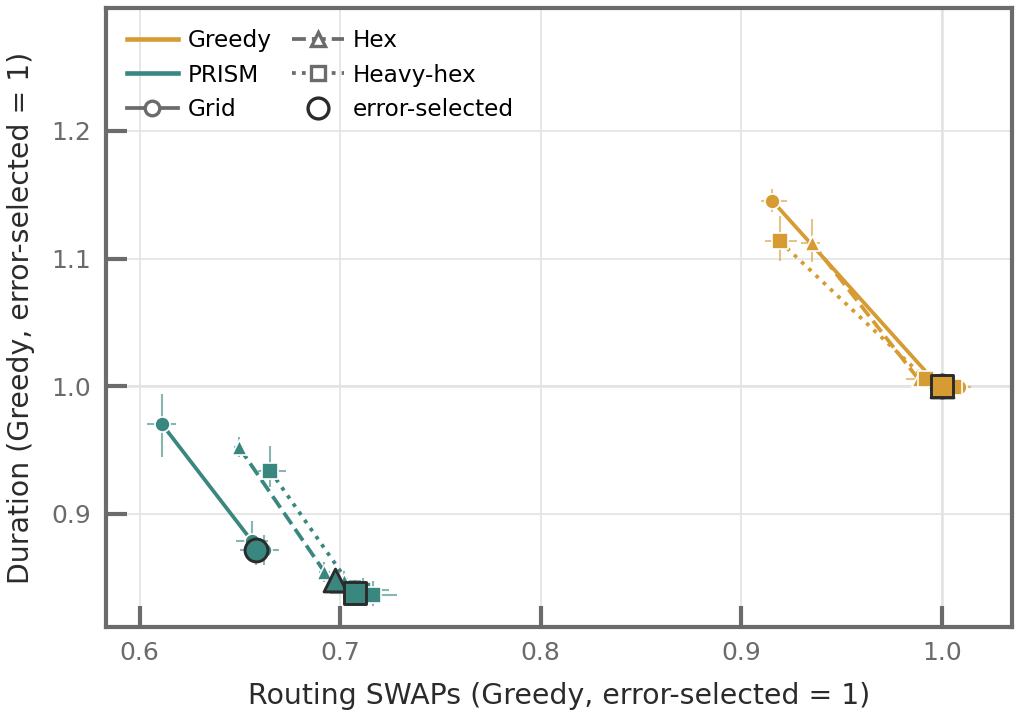 Greedy
PRISM
Grid
Hex
Heavy-hex
error-selected
Duration (Greedy, error-selected = 1)
1.2
1.1
1.0
0.9
0.6
0.7
0.8
0.9
1.0
Routing SWAPs (Greedy, error-selected = 1)